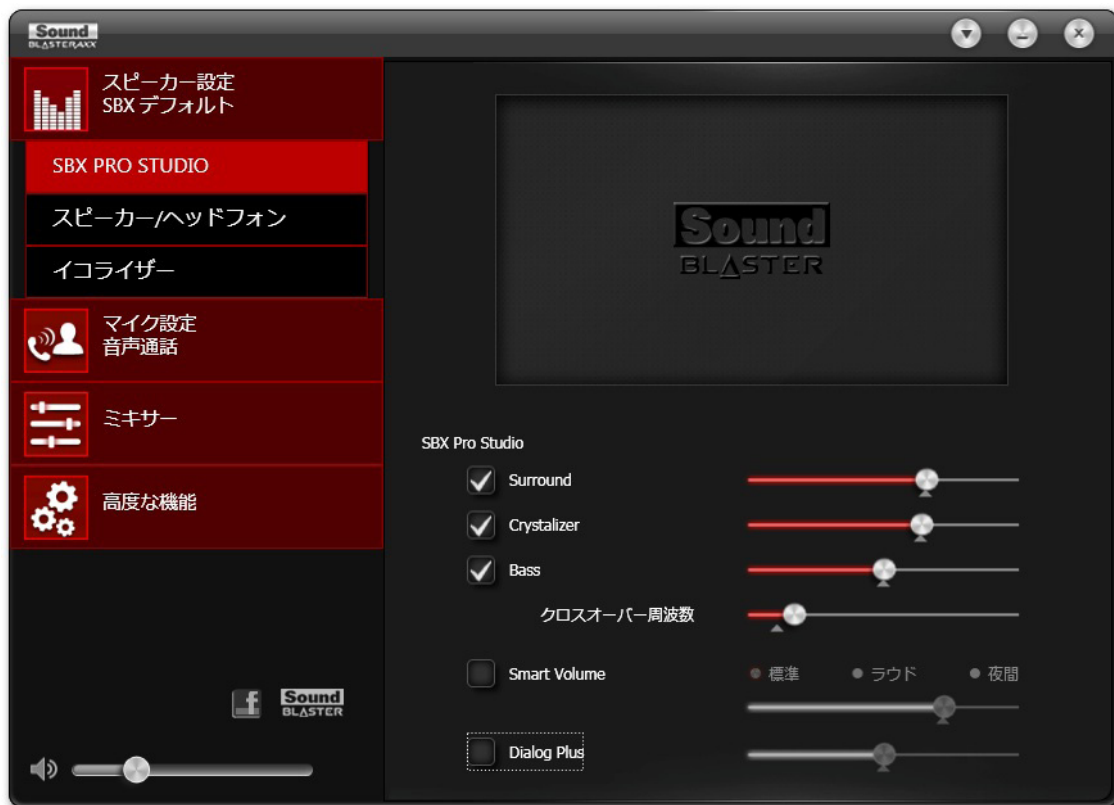 Sound
BLASTERAXX
スピーカー設定
SBX デフォルト
SBX PRO STUDIO
スピーカー/ヘッドフォン
イコライザー
マイク設定
音声通話
ミキサー
高度な機能
Sound
BLASTER
Sound
BLASTER
SBX Pro Studio
Surround
Crystalizer
Bass
クロスオーバー周波数
Smart Volume
標準 ラウド 夜間
Dialog Plus